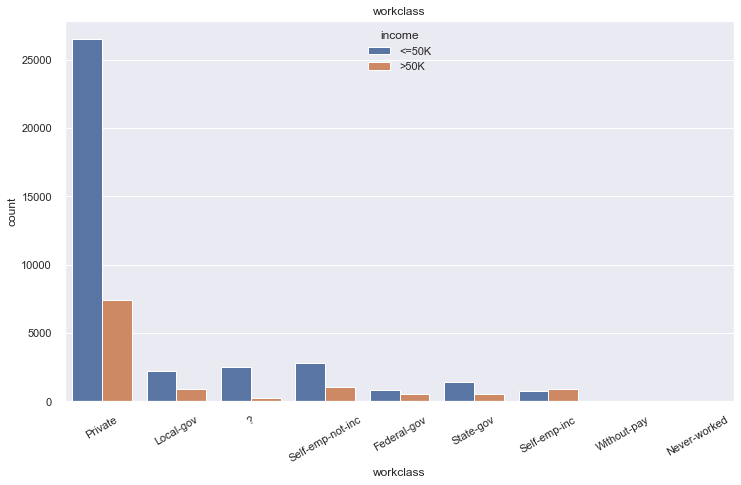 workclass
income
<=50K
>50K
25000
20000
15000
10000
5000
0
count
Private
Local-gov
?
Self-emp-not-inc
Federal-gov
State-gov
Self-emp-inc
Without-pay
Never-worked
workclass